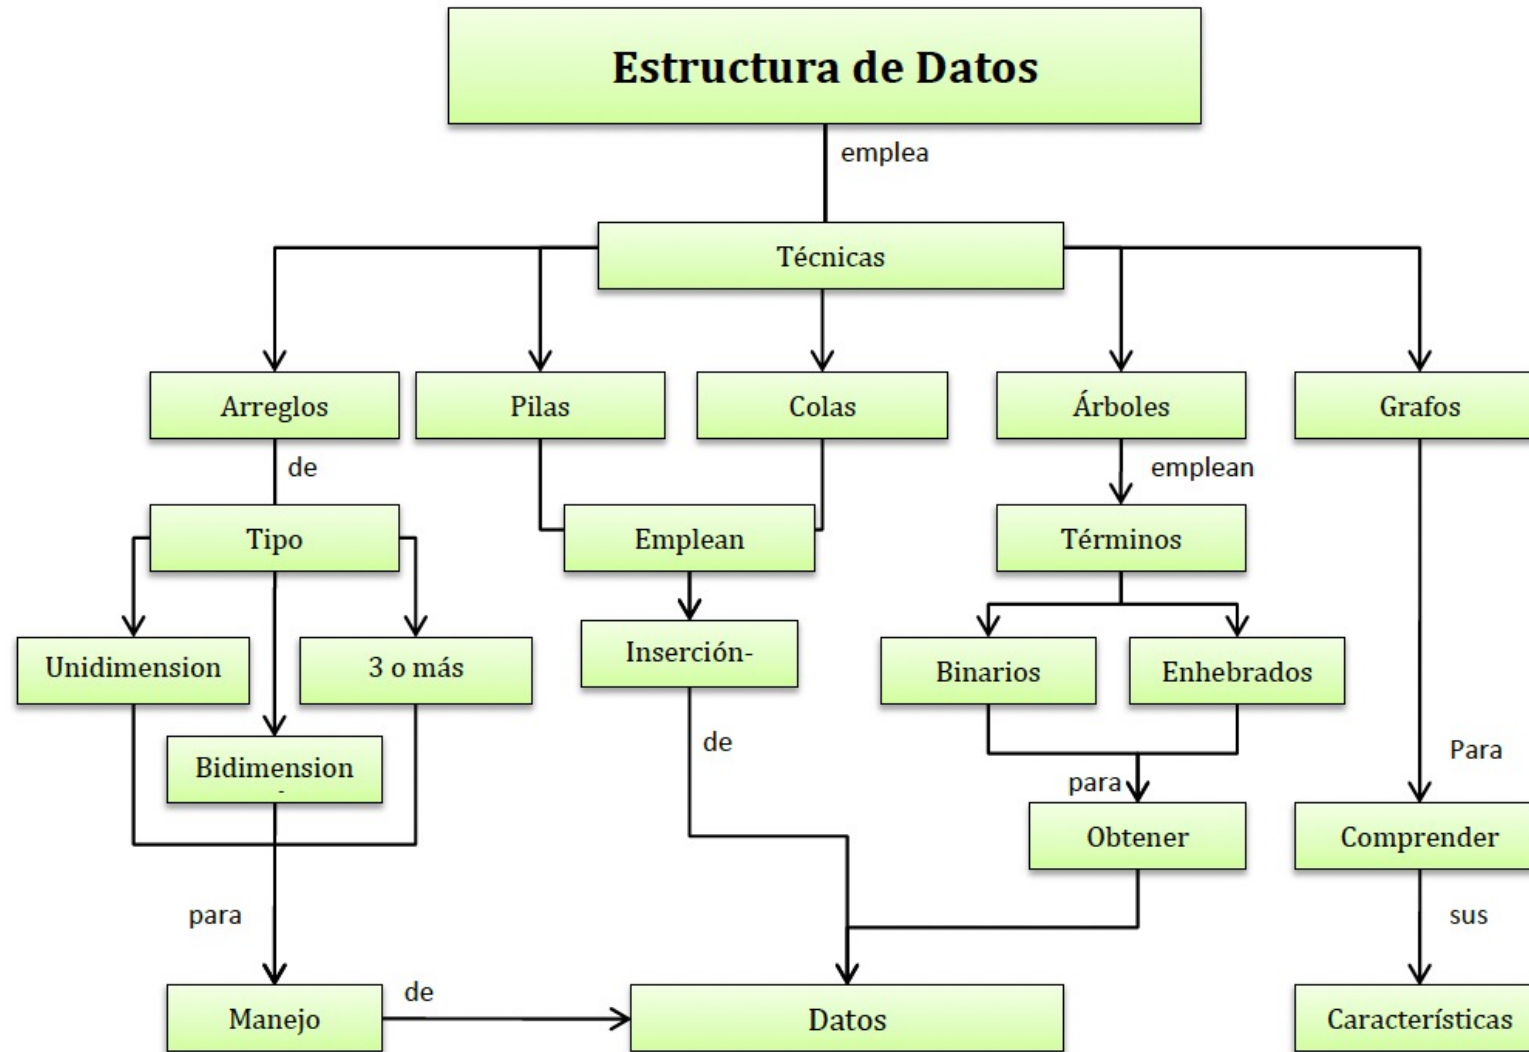 Estructura de Datos
emplea
Técnicas
Arreglos
Pilas
Colas
Árboles
Grafos
de
emplean
Tipo
Emplean
Términos
Unidimension
3 o más
Inserción-
Binarios
Enhebrados
de
Para
Bidimension
para
Obtener
Comprender
para
sus
de
Manejo
Datos
Características